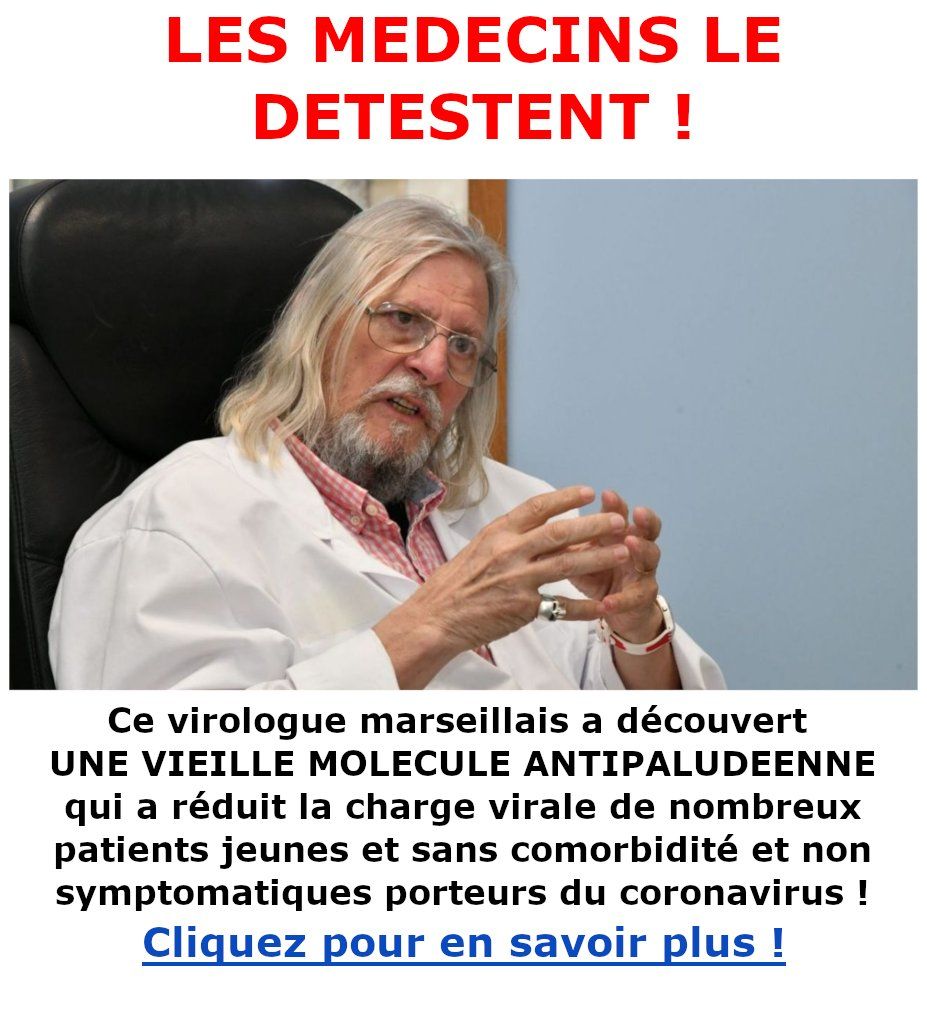 LES MEDECINS LE
DETESTENT !
Ce virologue marseillais a découvert
UNE VIEILLE MOLECULE ANTIPALUDEENNE
qui a réduit la charge virale de nombreux
patients jeunes et sans comorbidité et non
symptomatiques porteurs du coronavirus !
Cliquez pour en savoir plus !